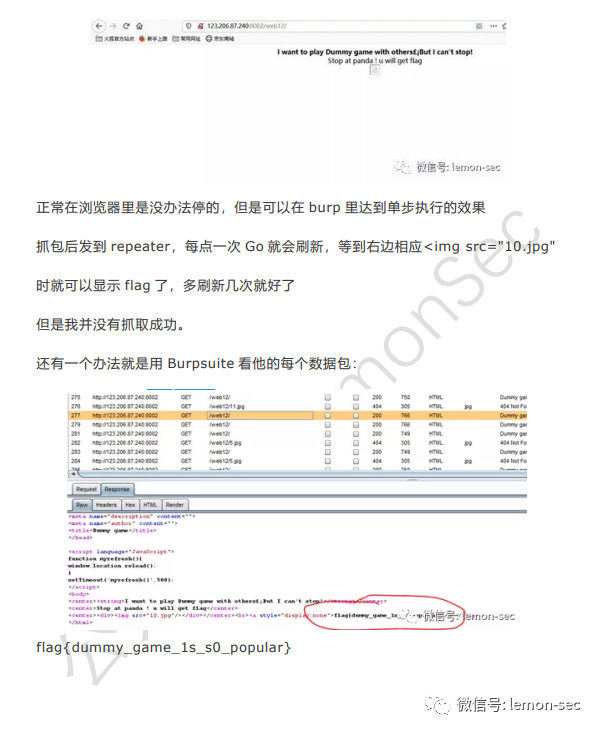 123.206.87.240:8002/web12/
火狐官方站点 新手上路 常用网址 京东商城
I want to play Dummy game with others£¡But I can't stop!
Stop at panda ! u will get flag
微信号: lemon-sec
正常在浏览器里是没办法停的，但是可以在 burp 里达到单步执行的效果
抓包后发到 repeater，每点一次 Go 就会刷新，等到右边相应<img src="10.jpg"
时就可以显示 flag 了，多刷新几次就好了
但是我并没有抓取成功。
还有一个办法就是用 Burpsuite 看他的每个数据包：
275 http://123.206.87.240:8002 GET /web12/ 200 750 HTML Dummy gar
276 http://123.206.87.240:8002 GET /web12/11.jpg 404 305 HTML jpg 404 Not Fo
277 http://123.206.87.240:8002 GET /web12/ 200 766 HTML Dummy gar
279 http://123.206.87.240:8002 GET /web12/ 200 766 HTML Dummy gar
281 http://123.206.87.240:8002 GET /web12/ 200 749 HTML Dummy gar
282 http://123.206.87.240:8002 GET /web12/5.jpg 404 305 HTML jpg 404 Not Fo
283 http://123.206.87.240:8002 GET /web12/ 200 749 HTML Dummy gar
284 http://123.206.87.240:8002 GET /web12/5.jpg 404 305 HTML jpg 404 Not Fo
Request Response
Raw Headers Hex HTML Render
<meta name="description" content="">
<meta name="author" content="">
<title>Dummy game</title>
</head>
<script language="JavaScript">
function myrefresh(){
window.location.reload();
}
setTimeout('myrefresh()',500);
</script>
<body>
<center><strong>I want to play Dummy game with others£¡But I can't stop!</strong></center>
<center>Stop at panda ! u will get flag</center>
<center><div><img src="10.jpg"/></div></center><br><a style="display:none">flag{dummy_game_1s_
微信号: lemon-sec
</html>
flag{dummy_game_1s_s0_popular}
LemonSec
微信号: lemon-sec